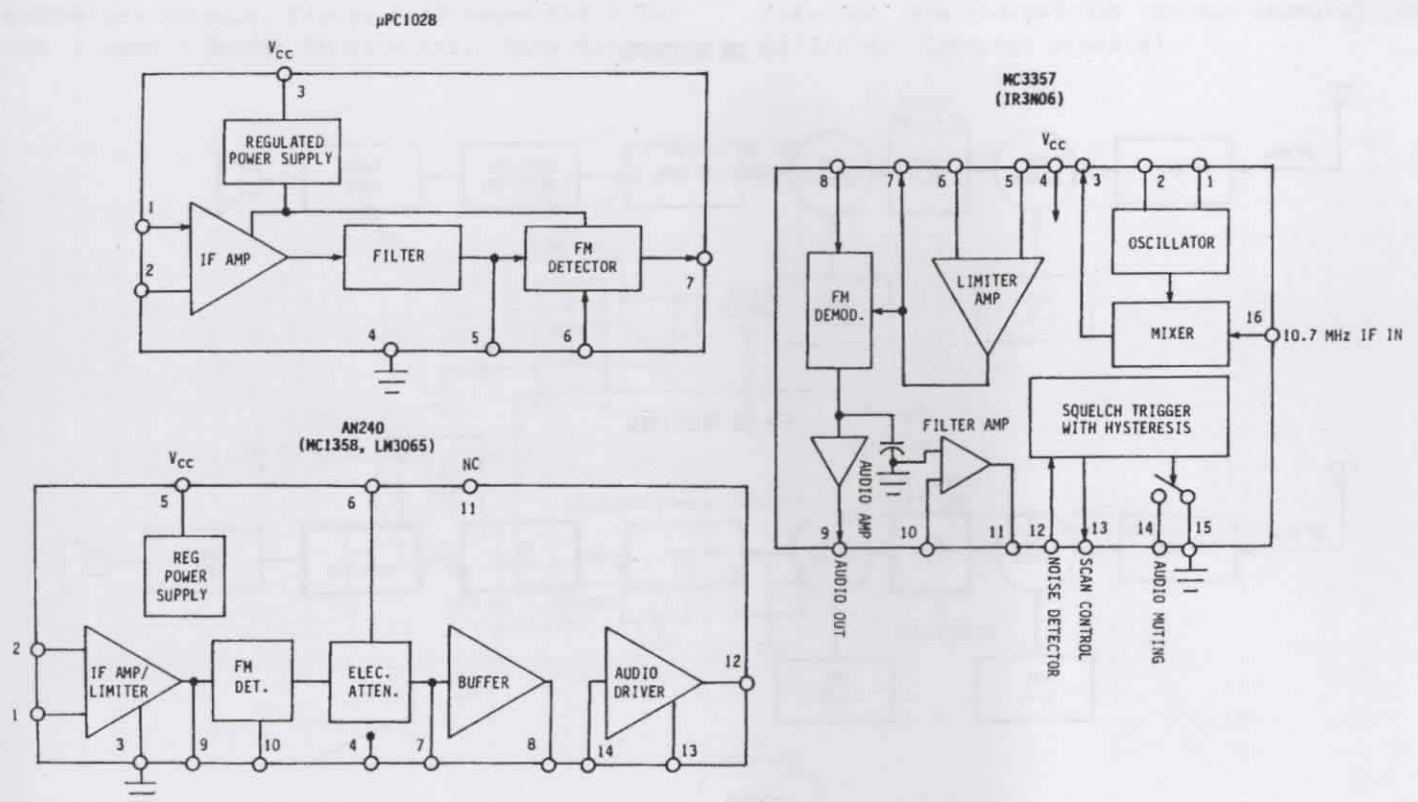 µPC1028
VCC
3
REGULATED
POWER SUPPLY
1
2
IF AMP
FILTER
FM
DETECTOR
7
4
5
6
MC3357
(IR3N06)
VCC
8
7
6
5
4
3
2
1
OSCILLATOR
LIMITER
AMP
FM
DEMOD.
MIXER
16
10.7 MHz IF IN
SQUELCH TRIGGER
WITH HYSTERESIS
FILTER AMP
AUDIO AMP
9
10
11
12
13
14
15
AUDIO OUT
NOISE DETECTOR
SCAN CONTROL
AUDIO MUTING
AN240
(MC1358, LM3065)
VCC
NC
5
6
11
REG
POWER
SUPPLY
2
1
IF AMP/
LIMITER
FM
DET.
ELEC.
ATTEN.
BUFFER
AUDIO
DRIVER
12
3
9
10
4
7
8
14
13